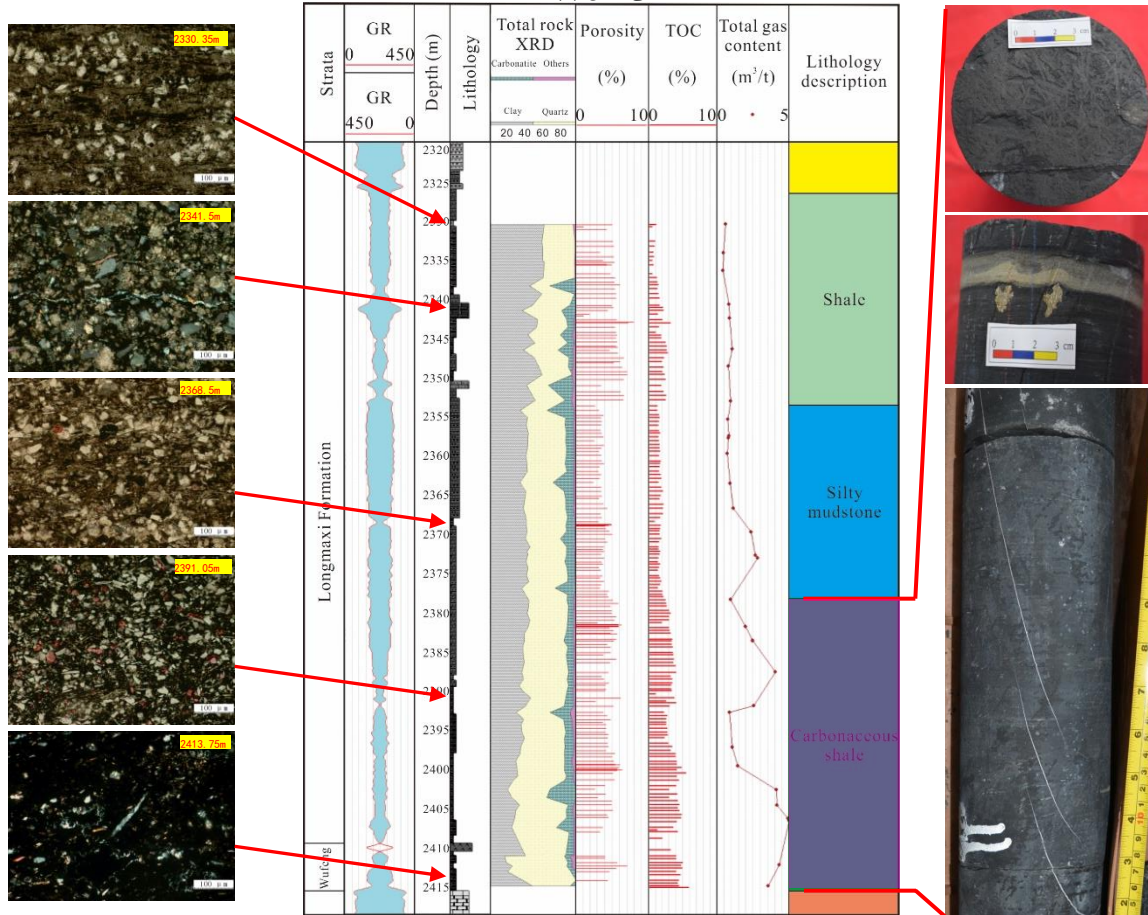 2330.35m
100 μm
2341.5m
100 μm
2368.5m
100 μm
2391.05m
100 μm
2413.75m
100 μm
Strata
GR
0 450
GR
450 0
Depth (m)
Lithology
Total rock
XRD
Carbonatite Others
Clay Quartz
20 40 60 80
Porosity
(%)
0 10
TOC
(%)
0 10
Total gas
content
(m³/t)
0 5
Lithology
description
Longmaxi Formation
Wufeng
2320
2325
2330
2335
2340
2345
2350
2355
2360
2365
2370
2375
2380
2385
2390
2395
2400
2405
2410
2415
Shale
Silty
mudstone
Carbonaceous
shale
0 1 2 3 cm
0 1 2 3 cm